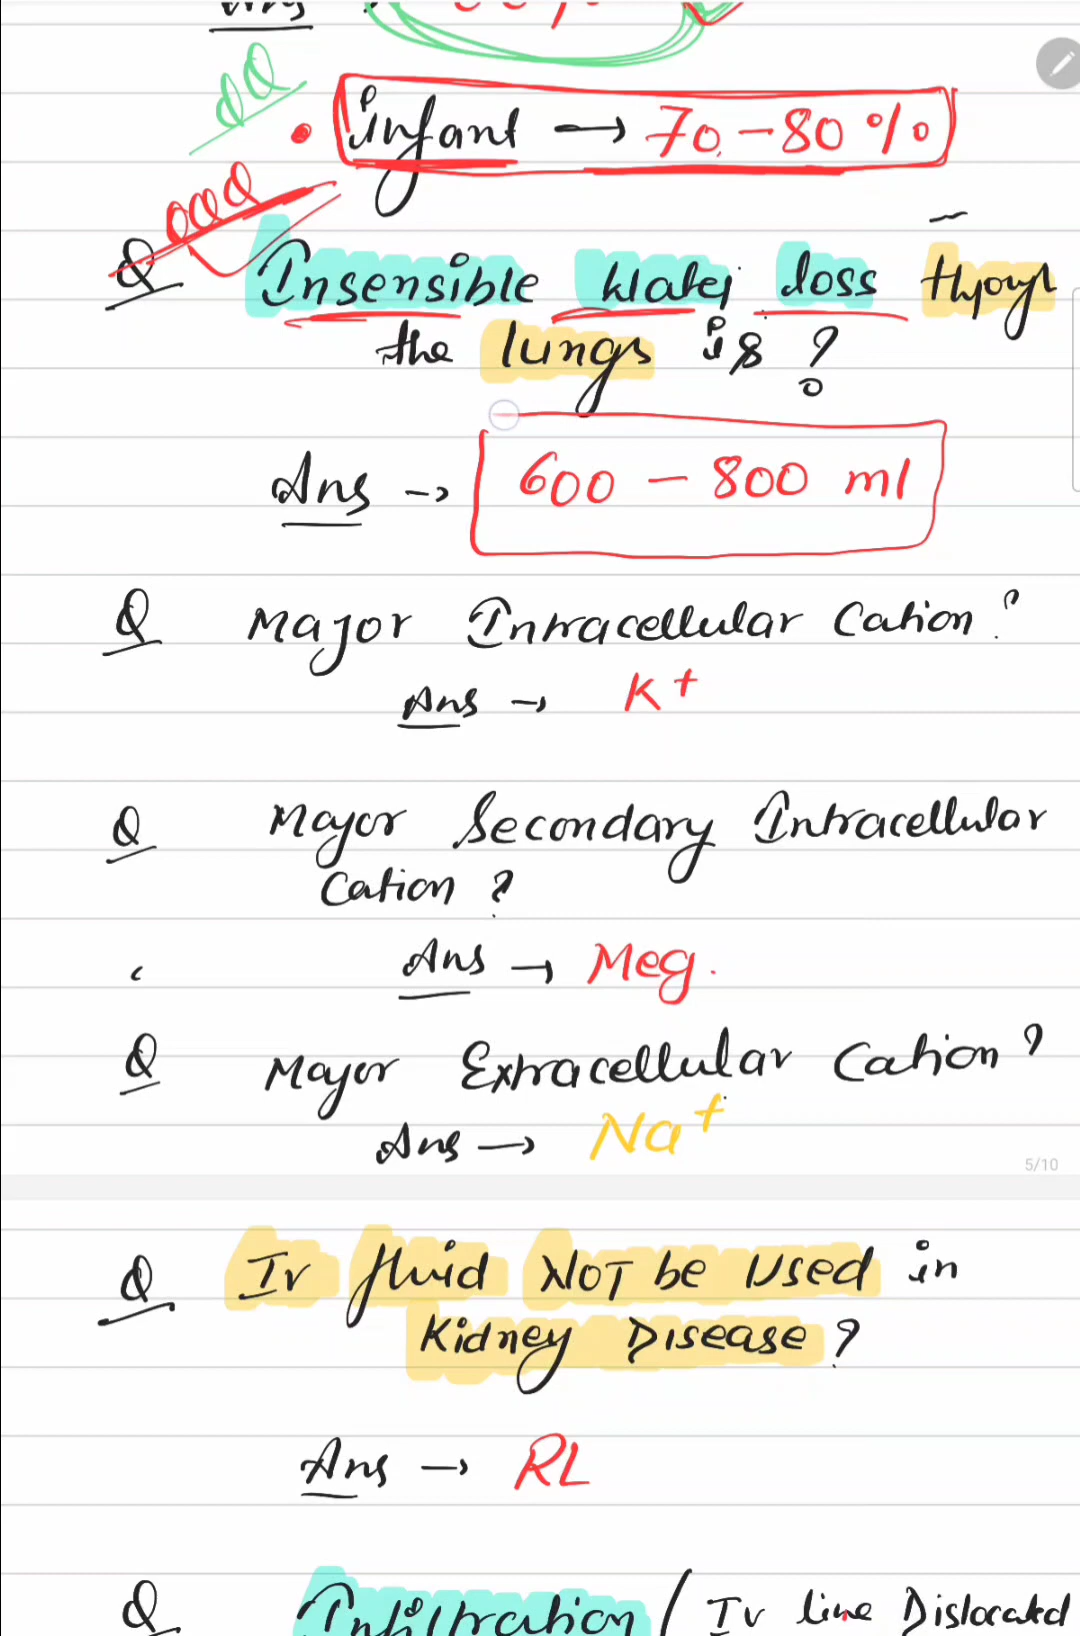 Infant → 70-80%
Q Insensible Water loss through
the lungs is ?
Ans → 600 - 800 ml
Q Major Intracellular Cation ?
Ans → K+
Q Major Secondary Intracellular
Cation ?
Ans → Meg.
Q Major Extracellular Cation ?
Ans → Na+
5/10
Q IV fluid NOT be Used in
Kidney Disease ?
Ans → RL
Q Infiltration / IV line Dislocated